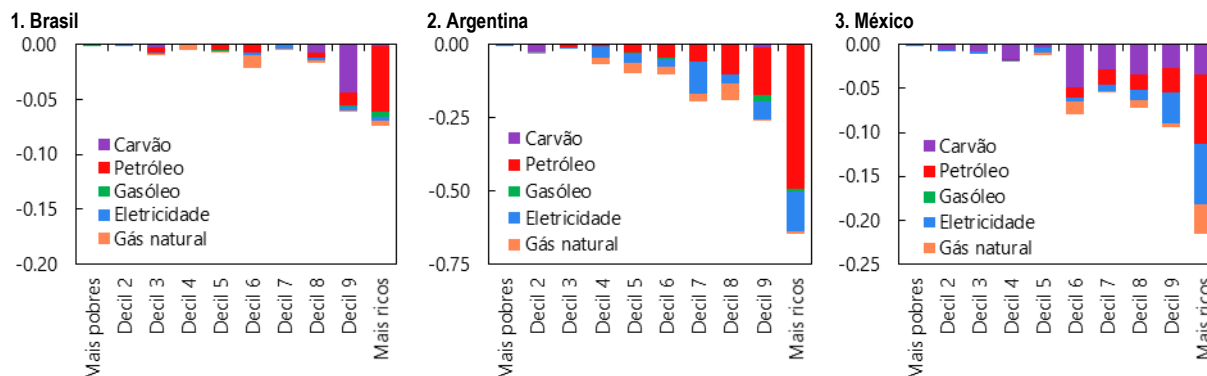 1. Brasil
0.00
-0.05
-0.10
-0.15
-0.20
Carvão
Petróleo
Gasóleo
Eletricidade
Gás natural
Mais pobres
Decil 2
Decil 3
Decil 4
Decil 5
Decil 6
Decil 7
Decil 8
Decil 9
Mais ricos
2. Argentina
0.00
-0.25
-0.50
-0.75
Carvão
Petróleo
Gasóleo
Eletricidade
Gás natural
Mais pobres
Decil 2
Decil 3
Decil 4
Decil 5
Decil 6
Decil 7
Decil 8
Decil 9
Mais ricos
3. México
0.00
-0.05
-0.10
-0.15
-0.20
-0.25
Carvão
Petróleo
Gasóleo
Eletricidade
Gás natural
Mais pobres
Decil 2
Decil 3
Decil 4
Decil 5
Decil 6
Decil 7
Decil 8
Decil 9
Mais ricos